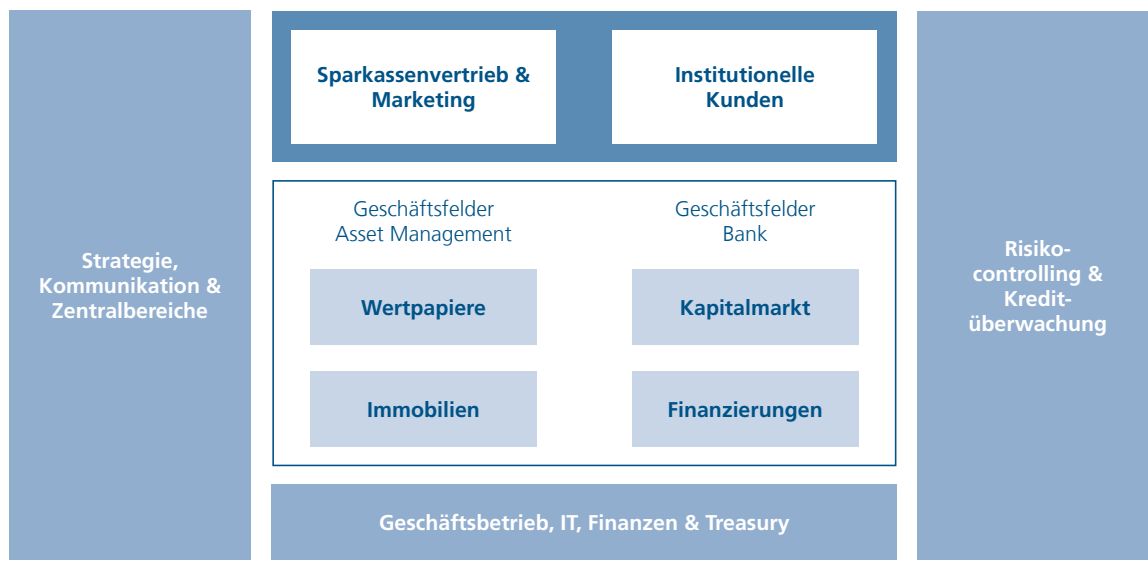 Sparkassenvertrieb &
Marketing
Institutionelle
Kunden
Strategie,
Kommunikation &
Zentralbereiche
Geschäftsfelder
Asset Management
Wertpapiere
Immobilien
Geschäftsfelder
Bank
Kapitalmarkt
Finanzierungen
Risiko-
controlling &
Kredit-
überwachung
Geschäftsbetrieb, IT, Finanzen & Treasury